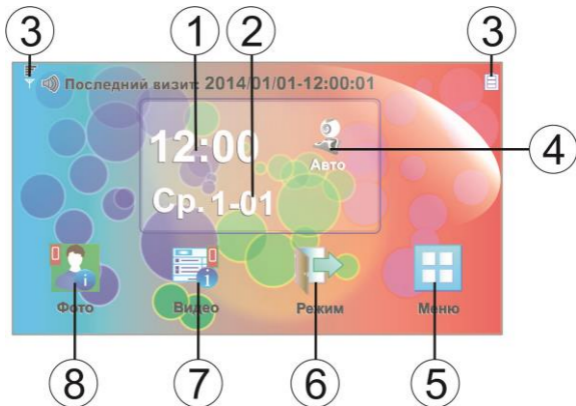 3 1 2 3
Последний визит: 2014/01/01-12:00:01
12:00
Авто
4
Ср. 1-01
Фото Видео Режим Меню
8 7 6 5